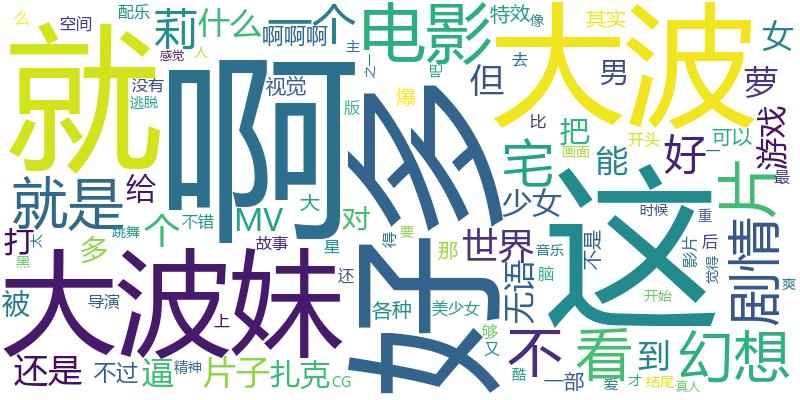 么
空间
配乐
莉
什么
一个
电影
特效
像
大波
其实
女
就
感觉
人
啊啊啊
主
之一
但
去
男
萝
没有
逃脱
视觉
版
爆
啊
好多
宅
把
比
画面
能
开头
好
可以
一
游戏
最
就是
给
个
不错
MV
大
对
少女
这
片
打
太
多
跳舞
故事
星
得
要
那
世界
无语
音乐
脑
不是
时候
影片
重
觉得
后
剧情
黑
被
导演
大波妹
上
还
各种
美少女
够
又
不
看
到
开始
幻想
爽
还是
不过
逼
精神
片子
扎克
CG
酷
一部
爱
才
结尾
真人